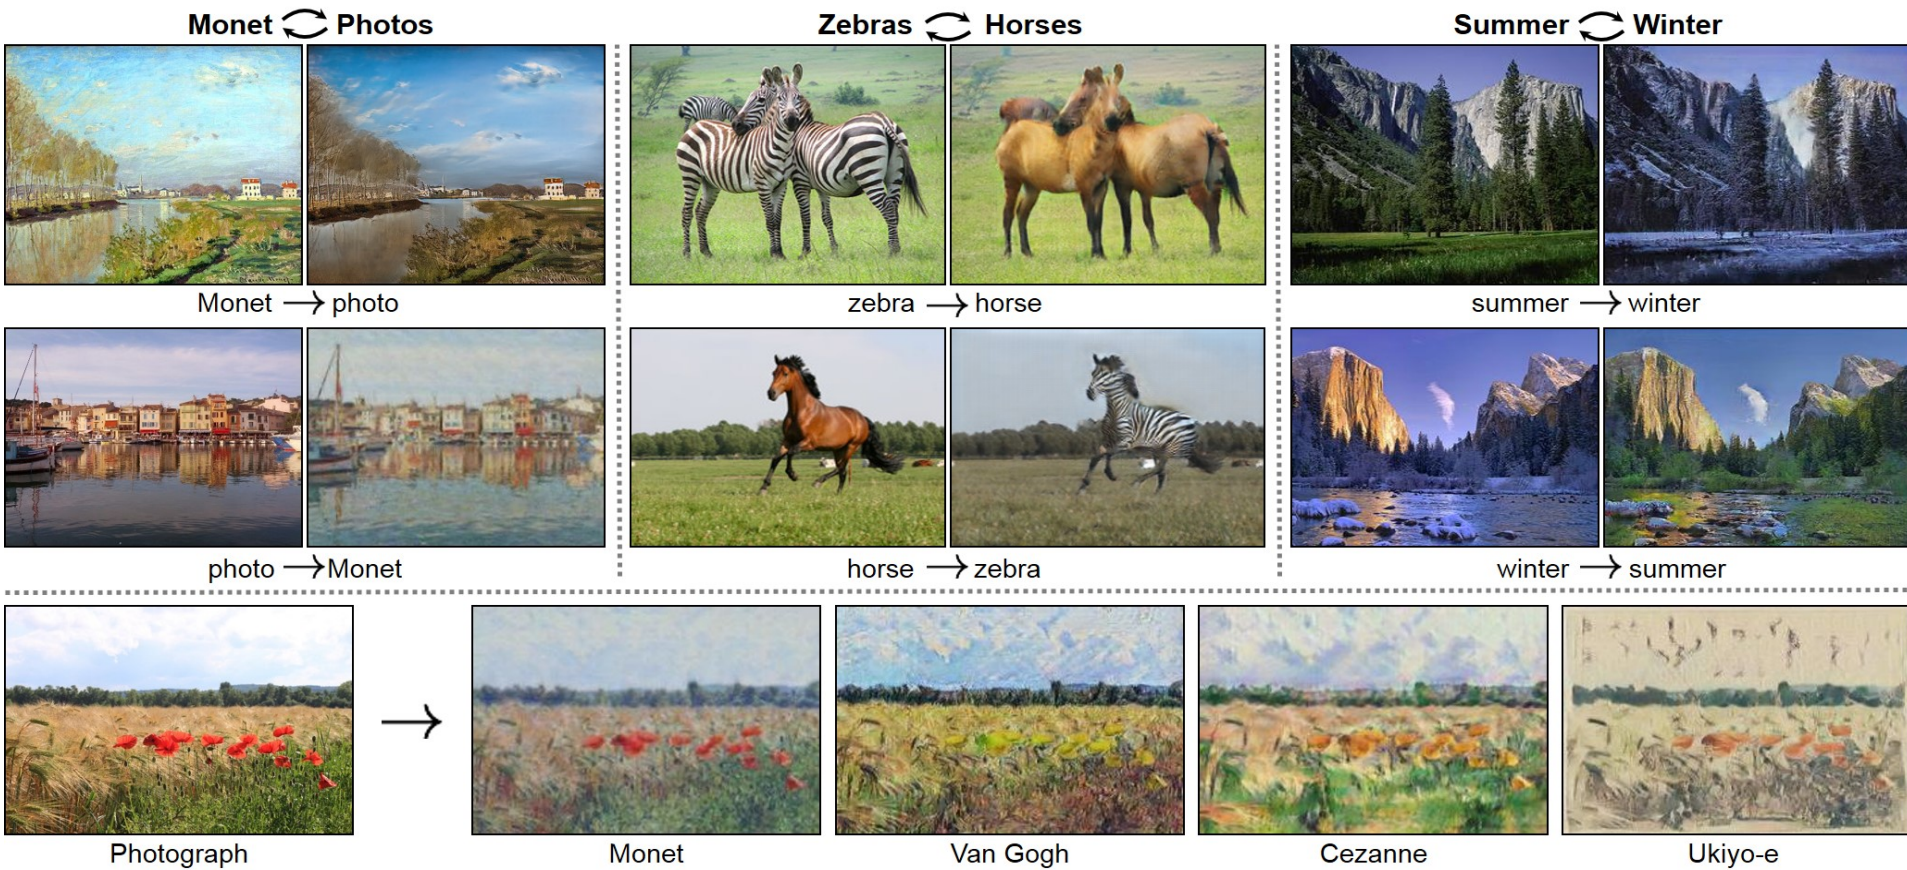 Monet ⇄ Photos
Zebras ⇄ Horses
Summer ⇄ Winter
Monet → photo
zebra → horse
summer → winter
photo → Monet
horse → zebra
winter → summer
Photograph
Monet
Van Gogh
Cezanne
Ukiyo-e